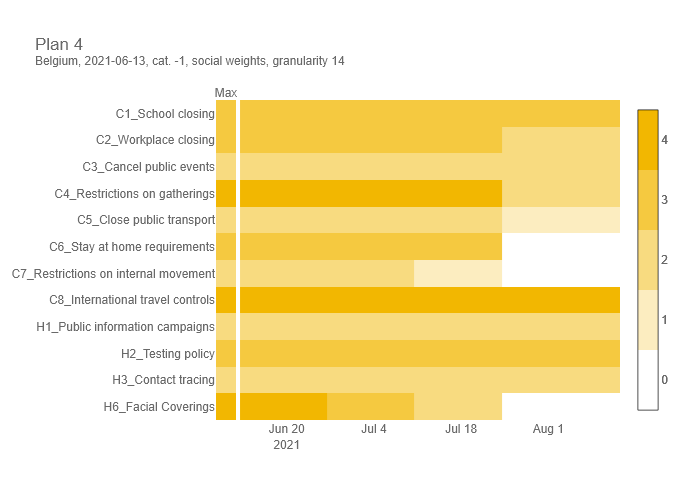 Plan 4
Belgium, 2021-06-13, cat. -1, social weights, granularity 14
Max
C1_School closing
C2_Workplace closing
C3_Cancel public events
C4_Restrictions on gatherings
C5_Close public transport
C6_Stay at home requirements
C7_Restrictions on internal movement
C8_International travel controls
H1_Public information campaigns
H2_Testing policy
H3_Contact tracing
H6_Facial Coverings
Jun 20 Jul 4 Jul 18 Aug 1
2021
4
3
2
1
0